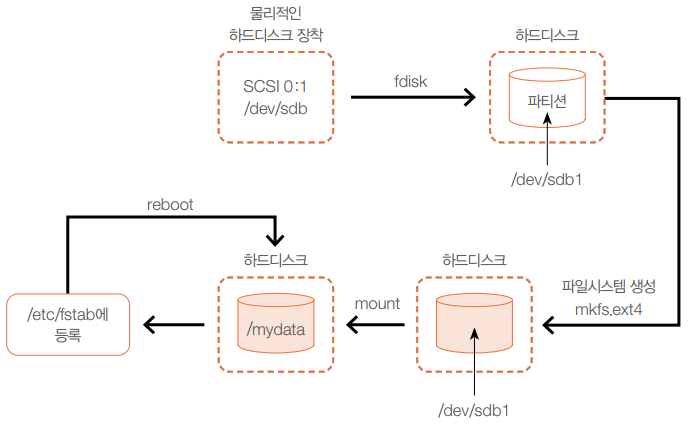 물리적인
하드디스크 장착
SCSI 0:1
/dev/sdb
fdisk
하드디스크
파티션
/dev/sdb1
파일시스템 생성
mkfs.ext4
하드디스크
/dev/sdb1
mount
하드디스크
/mydata
/etc/fstab에
등록
reboot